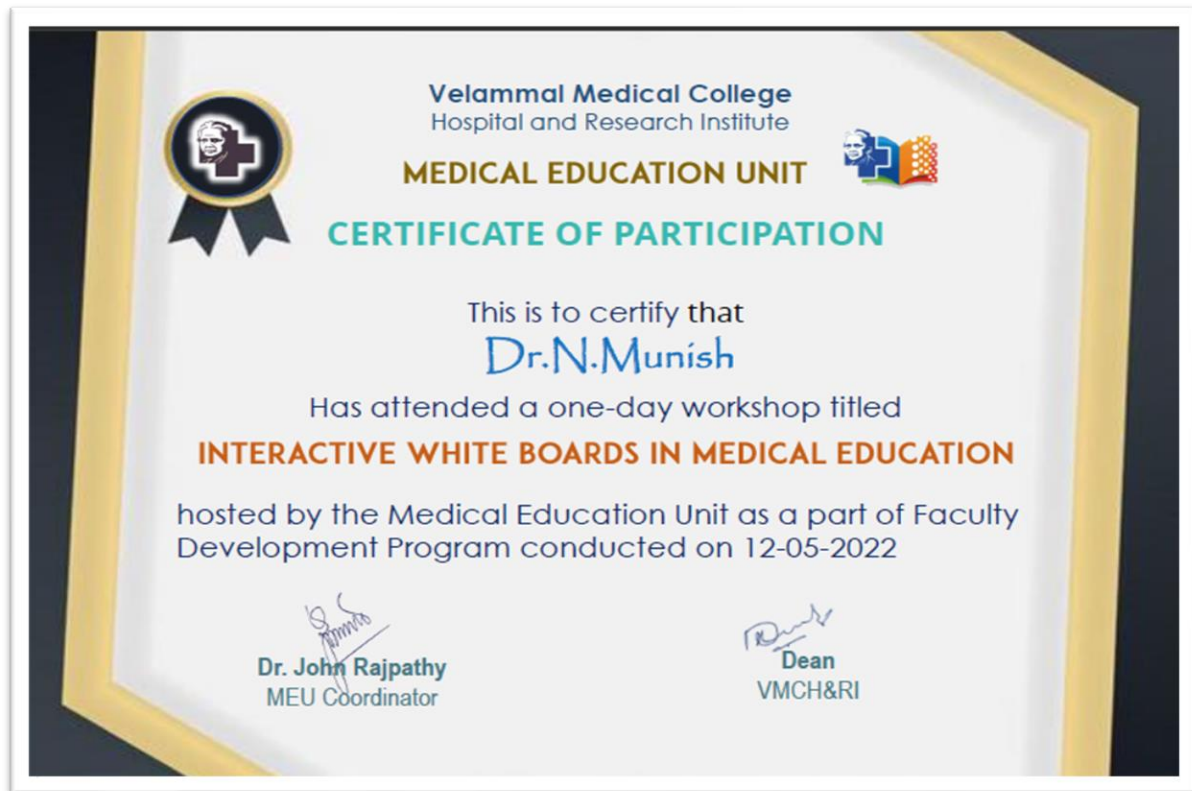 Velammal Medical College
Hospital and Research Institute
MEDICAL EDUCATION UNIT
CERTIFICATE OF PARTICIPATION
This is to certify that
Dr.N.Munish
Has attended a one-day workshop titled
INTERACTIVE WHITE BOARDS IN MEDICAL EDUCATION
hosted by the Medical Education Unit as a part of Faculty
Development Program conducted on 12-05-2022
Dr. John Rajpathy
MEU Coordinator
Dean
VMCH&RI